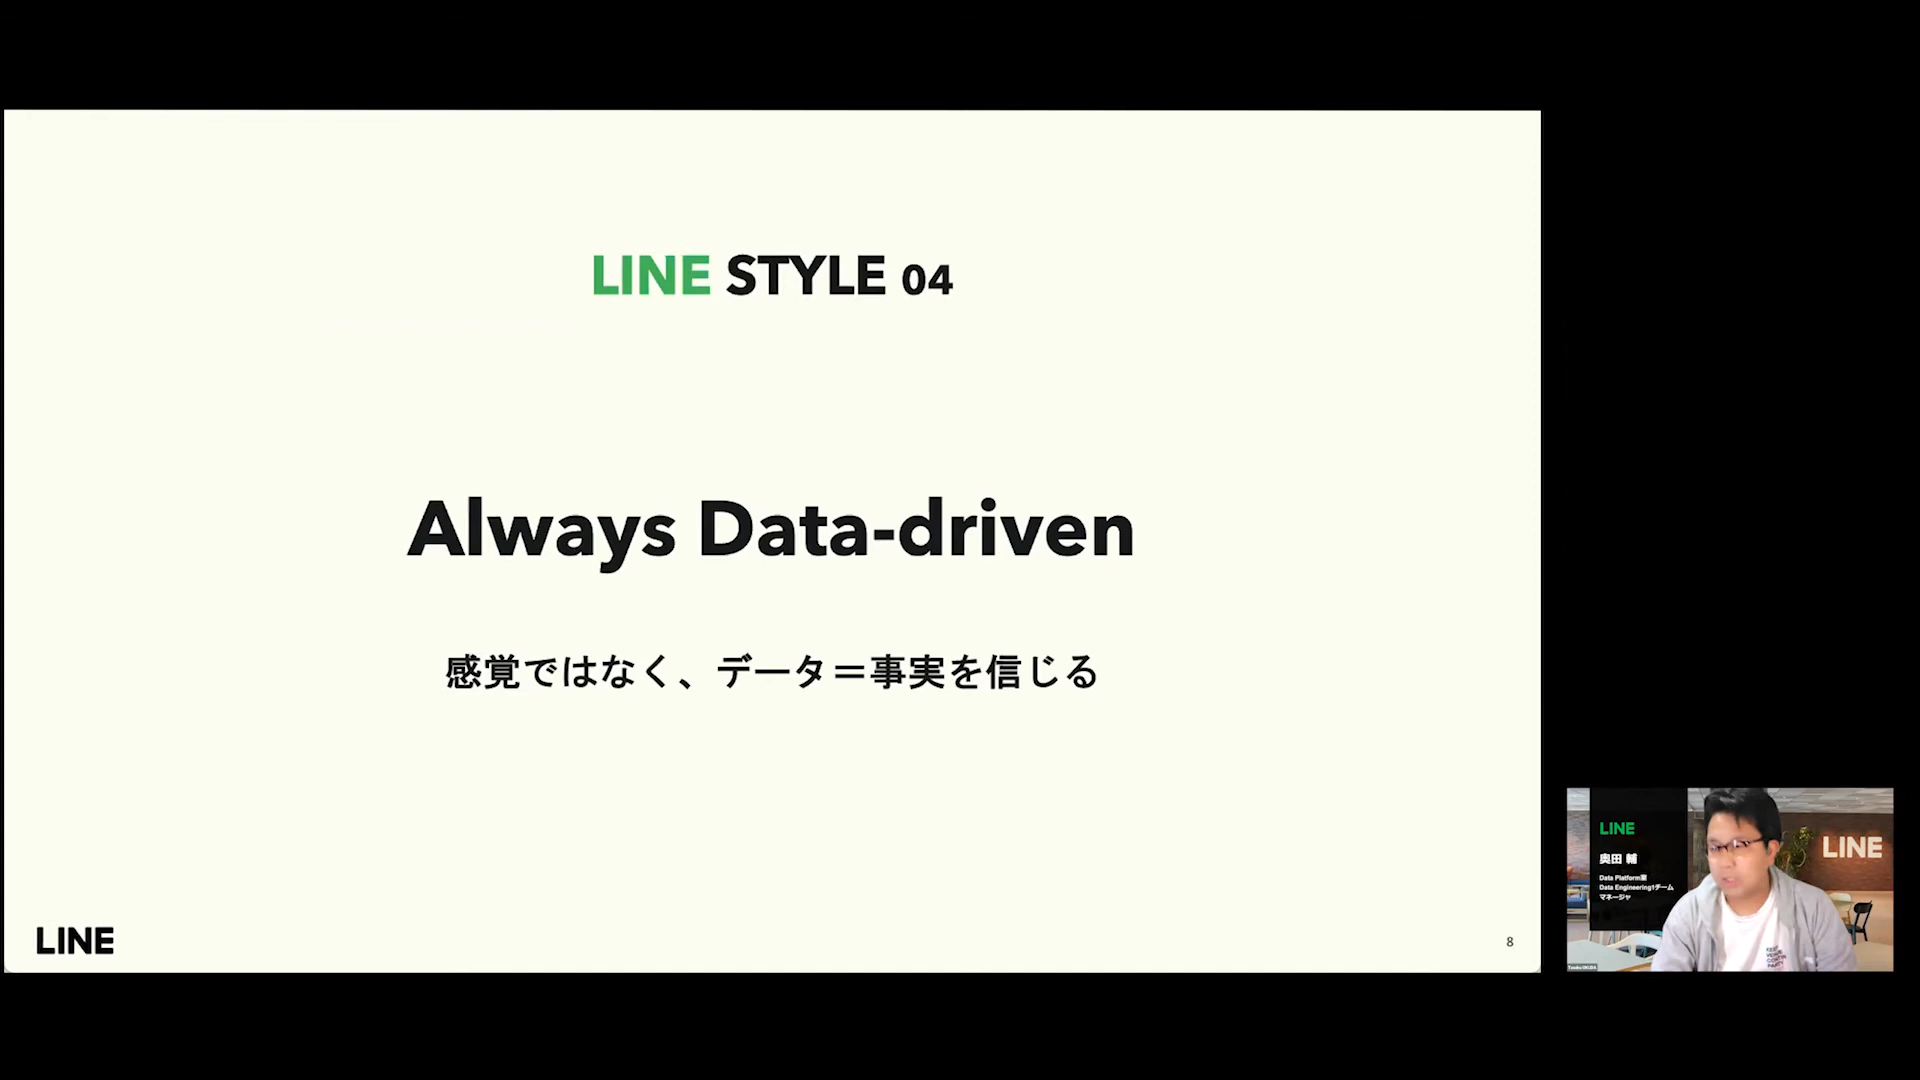 LINE STYLE 04
Always Data-driven
感覚ではなく、データ＝事実を信じる
LINE
8
LINE
奥田 輔
Data Platform室
Data Engineering1チーム
マネージャ
LINE